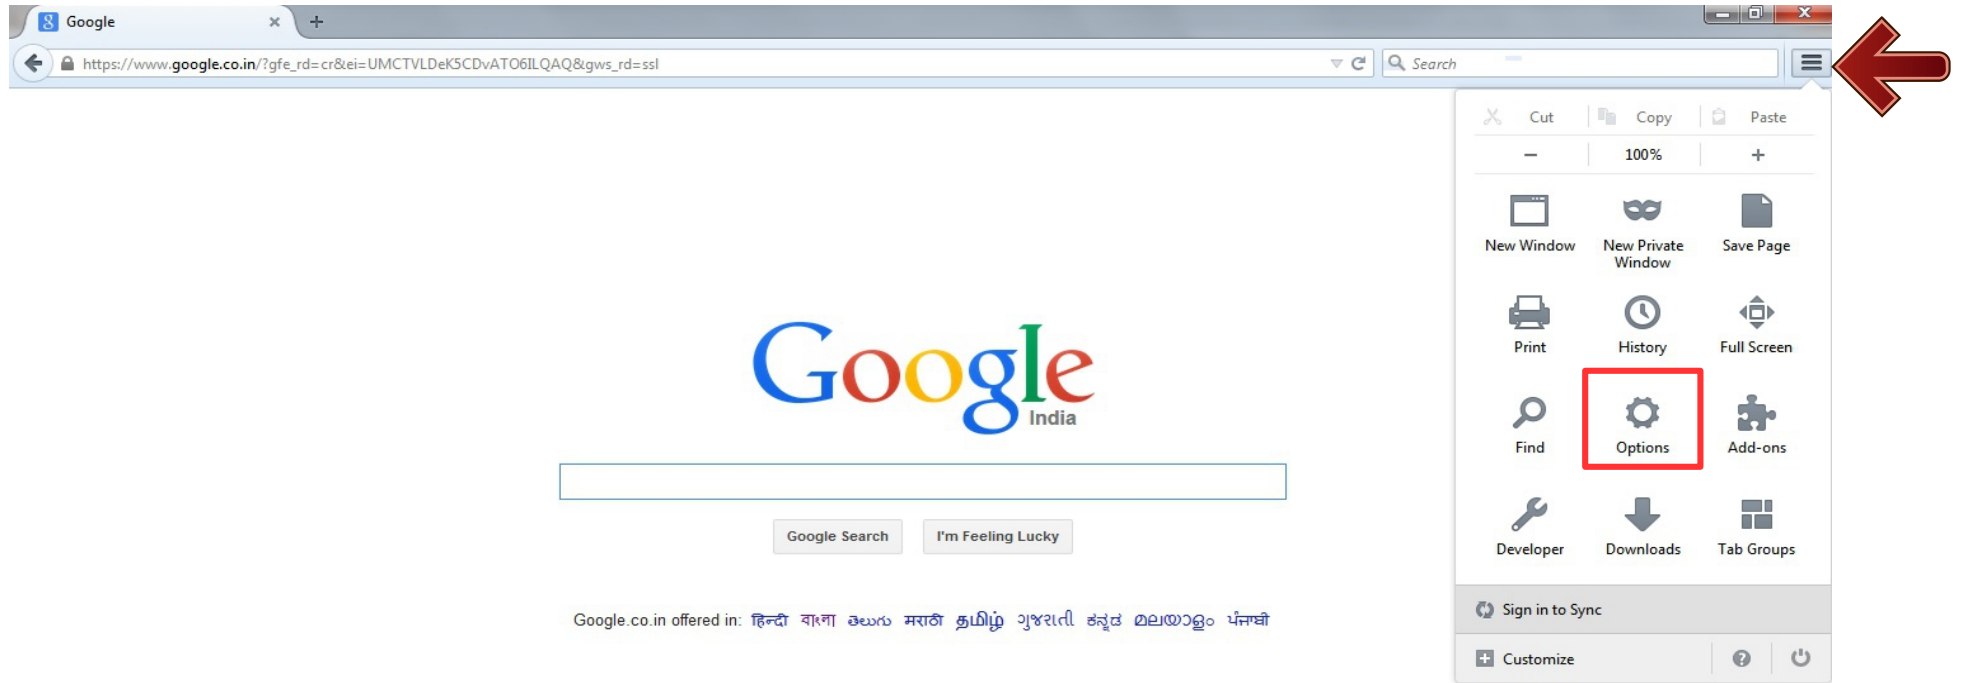 Google
https://www.google.co.in/?gfe_rd=cr&ei=UMCTVLDeK5CDvATO6ILQAQ&gws_rd=ssl
Search
Cut Copy Paste
100%
New Window New Private Window Save Page
Print History Full Screen
Google
India
Find Options Add-ons
Google Search I'm Feeling Lucky
Developer Downloads Tab Groups
Google.co.in offered in: हिन्दी বাংলা తెలుగు मराठी தமிழ் ગુજરાતી ಕನ್ನಡ മലയാളം ਪੰਜਾਬੀ
Sign in to Sync
Customize